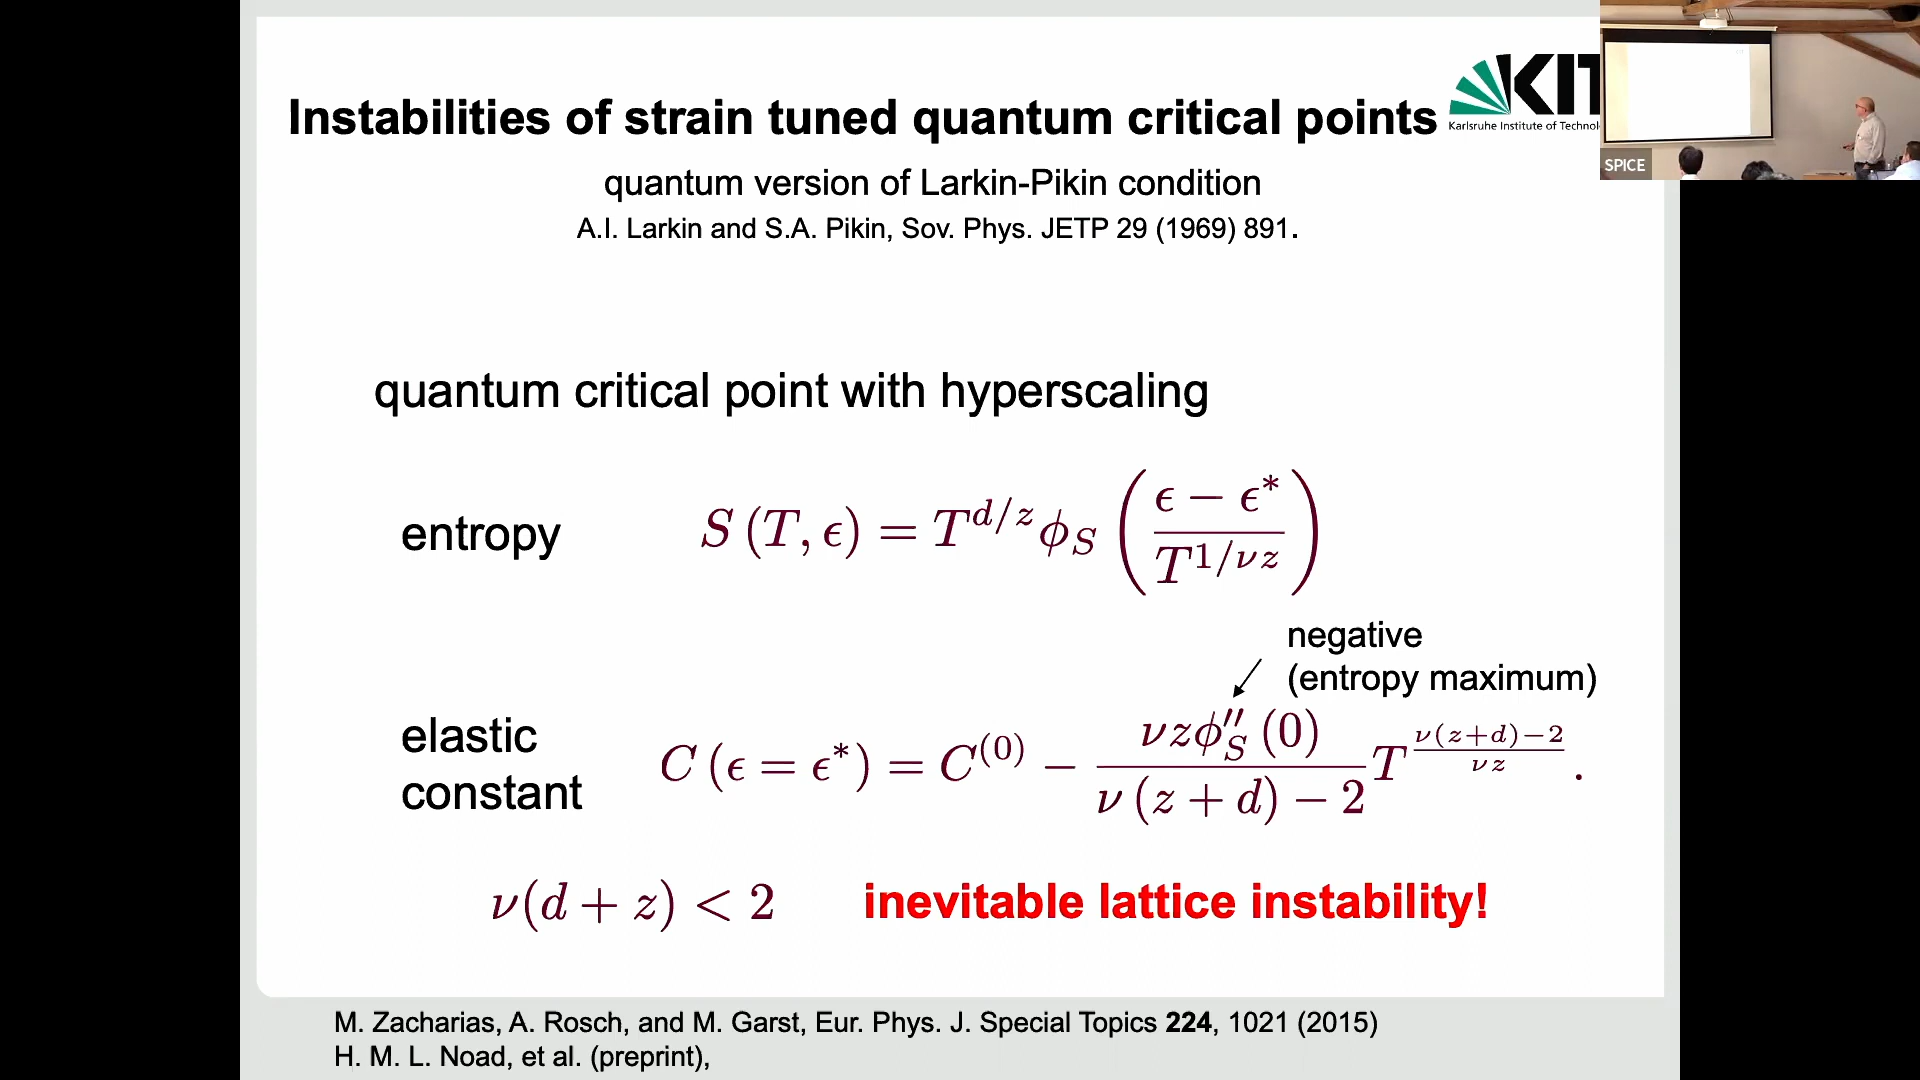 Instabilities of strain tuned quantum critical points
KIT
Karlsruhe Institute of Technol
SPICE
quantum version of Larkin-Pikin condition
A.I. Larkin and S.A. Pikin, Sov. Phys. JETP 29 (1969) 891.
quantum critical point with hyperscaling
entropy S (T, ϵ) = T^{d/z} ϕ_S ( (ϵ − ϵ*) / T^{1/νz} )
negative
(entropy maximum)
elastic
constant
C (ϵ = ϵ*) = C^{(0)} − \frac{νzϕ''_S (0)}{ν (z + d) − 2} T^{\frac{ν(z+d)−2}{νz}} .
ν(d + z) < 2 inevitable lattice instability!
M. Zacharias, A. Rosch, and M. Garst, Eur. Phys. J. Special Topics 224, 1021 (2015)
H. M. L. Noad, et al. (preprint),